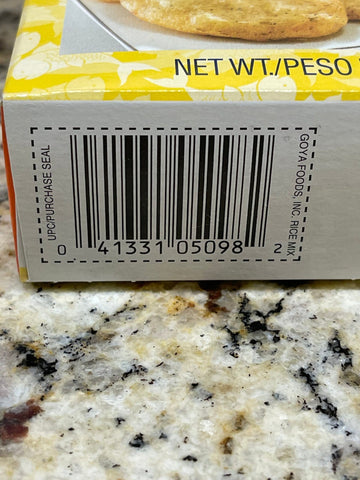 NET WT./PESO
UPC/PURCHASE SEAL
GOYA FOODS, INC. RICE MIX
0 41331 05098 2